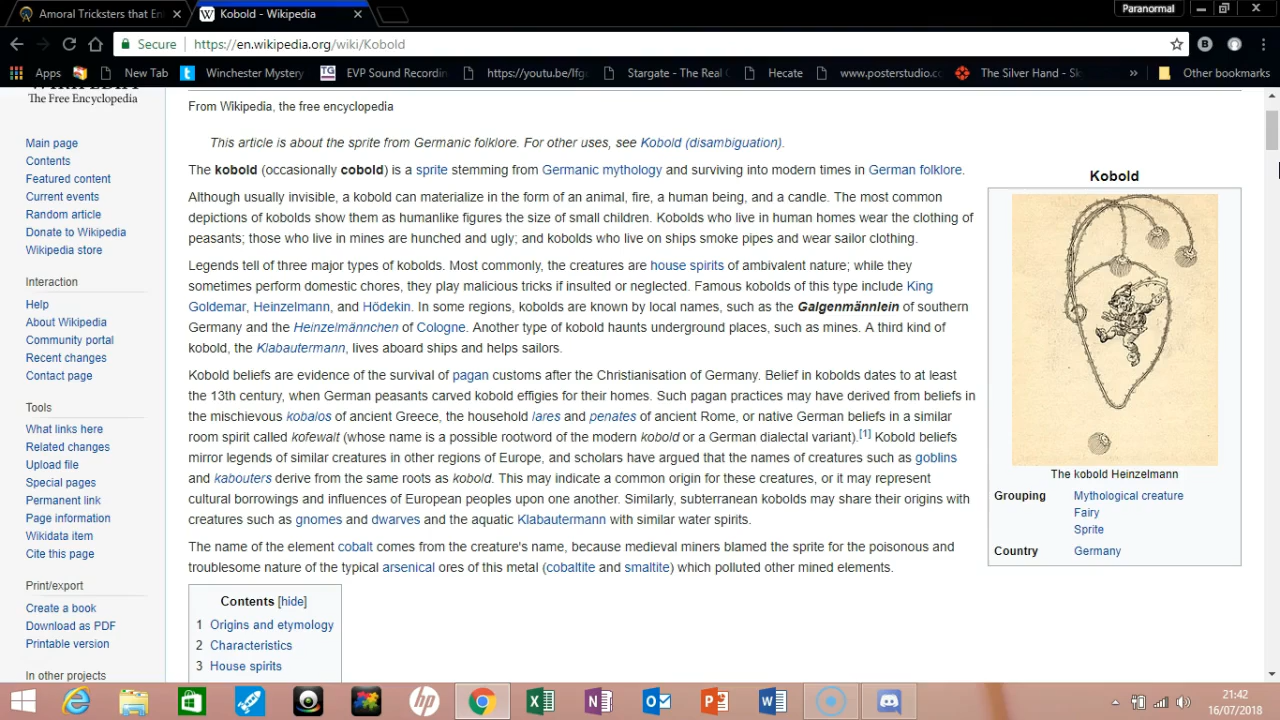 Amoral Tricksters that En
Kobold - Wikipedia
Paranormal
Secure
https://en.wikipedia.org/wiki/Kobold
Apps
New Tab
Winchester Mystery
EVP Sound Recordin
https://youtu.be/lfg
Stargate - The Real
Hecate
www.posterstudio.co
The Silver Hand - Sk
»
Other bookmarks
WIKIPEDIA
The Free Encyclopedia
Main page
Contents
Featured content
Current events
Random article
Donate to Wikipedia
Wikipedia store
Interaction
Help
About Wikipedia
Community portal
Recent changes
Contact page
Tools
What links here
Related changes
Upload file
Special pages
Permanent link
Page information
Wikidata item
Cite this page
Print/export
Create a book
Download as PDF
Printable version
In other projects
From Wikipedia, the free encyclopedia
This article is about the sprite from Germanic folklore. For other uses, see Kobold (disambiguation).
The kobold (occasionally cobold) is a sprite stemming from Germanic mythology and surviving into modern times in German folklore.
Although usually invisible, a kobold can materialize in the form of an animal, fire, a human being, and a candle. The most common
depictions of kobolds show them as humanlike figures the size of small children. Kobolds who live in human homes wear the clothing of
peasants; those who live in mines are hunched and ugly; and kobolds who live on ships smoke pipes and wear sailor clothing.
Legends tell of three major types of kobolds. Most commonly, the creatures are house spirits of ambivalent nature; while they
sometimes perform domestic chores, they play malicious tricks if insulted or neglected. Famous kobolds of this type include King
Goldemar, Heinzelmann, and Hödekin. In some regions, kobolds are known by local names, such as the Galgenmännlein of southern
Germany and the Heinzelmännchen of Cologne. Another type of kobold haunts underground places, such as mines. A third kind of
kobold, the Klabautermann, lives aboard ships and helps sailors.
Kobold beliefs are evidence of the survival of pagan customs after the Christianisation of Germany. Belief in kobolds dates to at least
the 13th century, when German peasants carved kobold effigies for their homes. Such pagan practices may have derived from beliefs in
the mischievous kobalos of ancient Greece, the household lares and penates of ancient Rome, or native German beliefs in a similar
room spirit called kofewalt (whose name is a possible rootword of the modern kobold or a German dialectal variant).[1] Kobold beliefs
mirror legends of similar creatures in other regions of Europe, and scholars have argued that the names of creatures such as goblins
and kabouters derive from the same roots as kobold. This may indicate a common origin for these creatures, or it may represent
cultural borrowings and influences of European peoples upon one another. Similarly, subterranean kobolds may share their origins with
creatures such as gnomes and dwarves and the aquatic Klabautermann with similar water spirits.
The name of the element cobalt comes from the creature's name, because medieval miners blamed the sprite for the poisonous and
troublesome nature of the typical arsenical ores of this metal (cobaltite and smaltite) which polluted other mined elements.
Contents [hide]
1 Origins and etymology
2 Characteristics
3 House spirits
Kobold
The kobold Heinzelmann
Grouping Mythological creature
Fairy
Sprite
Country Germany
21:42
16/07/2018